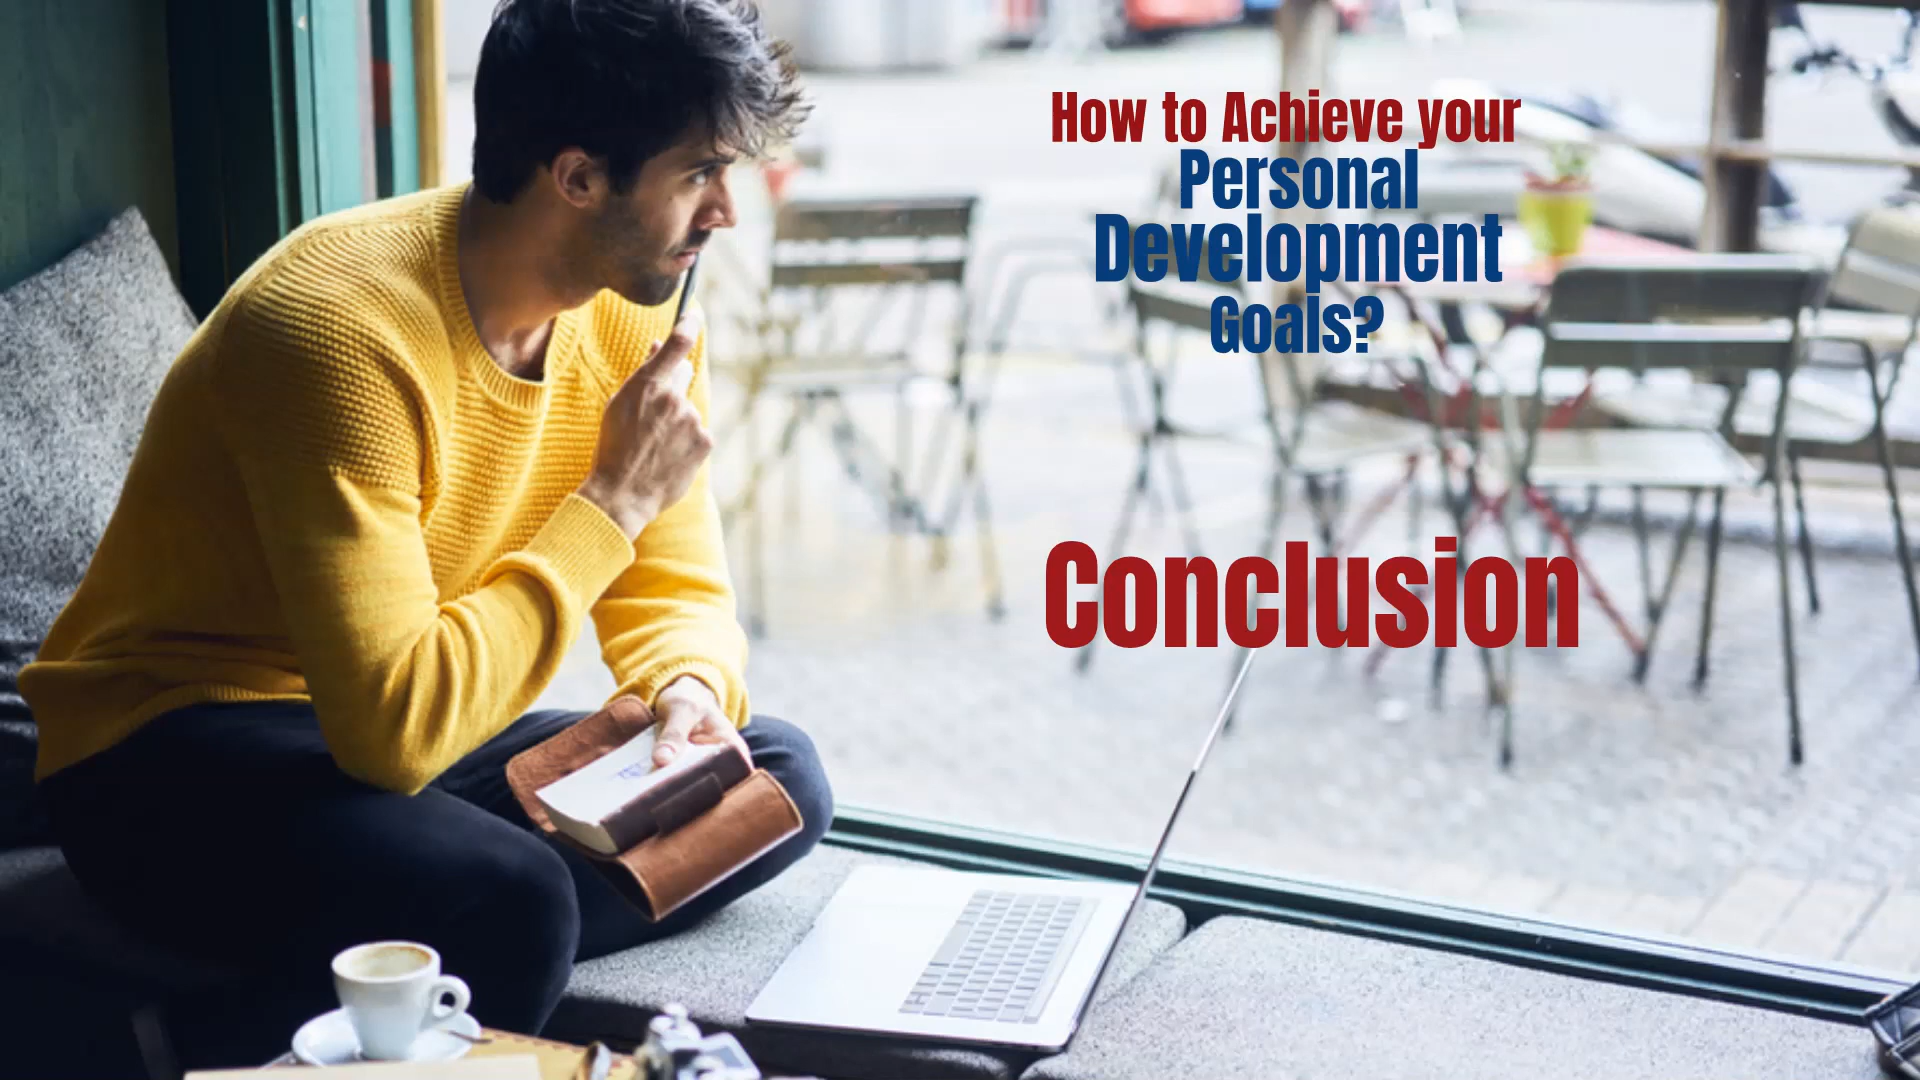 How to Achieve your
Personal
Development
Goals?
Conclusion